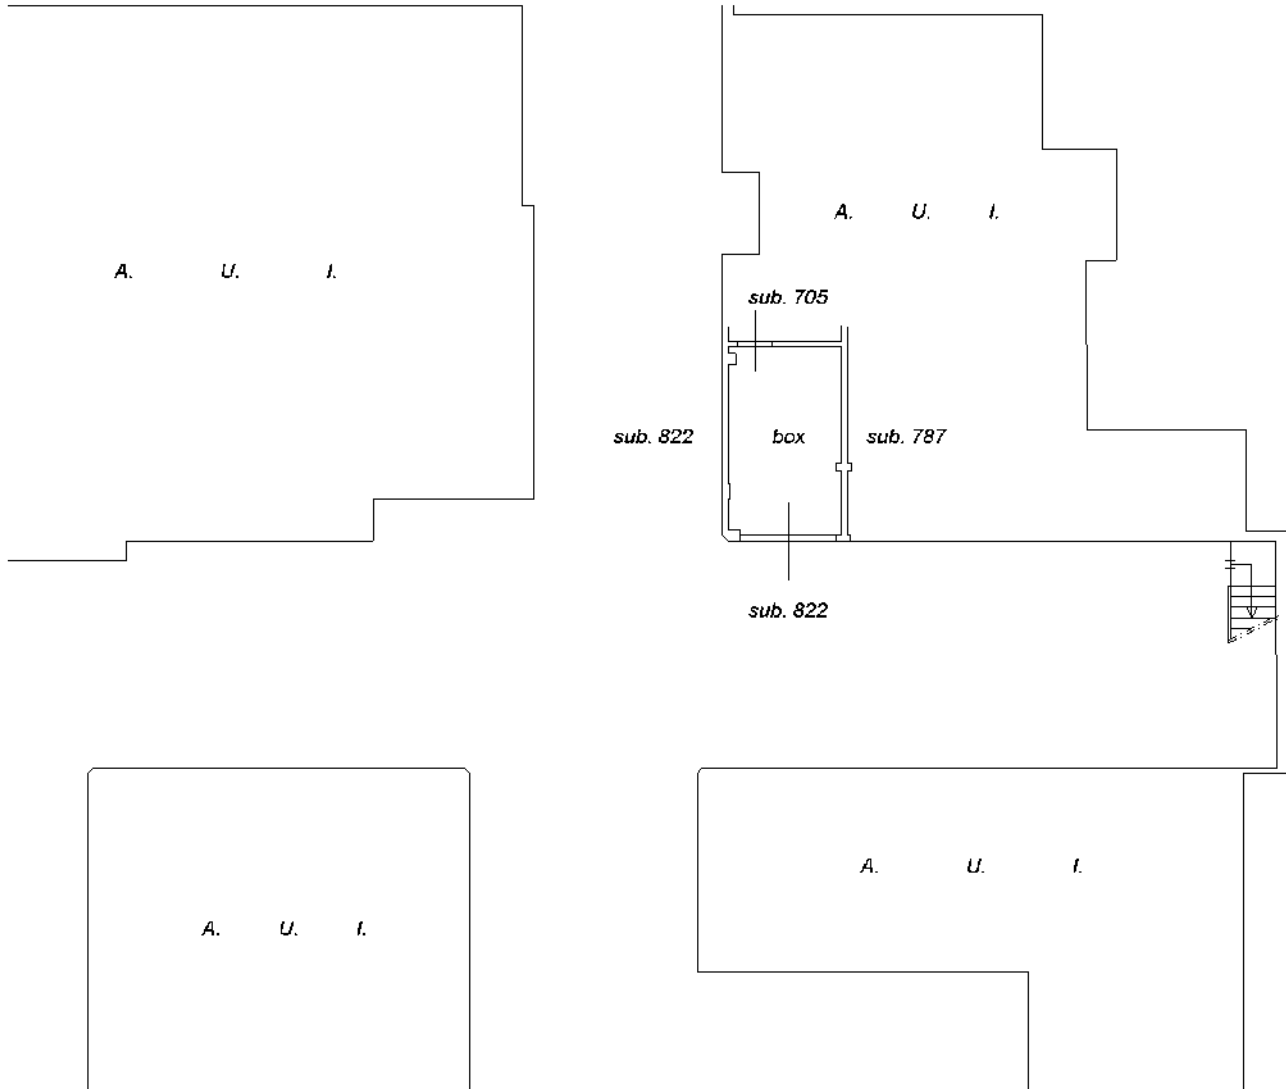 A. U. I.
A. U. I.
sub. 705
sub. 822 box sub. 787
sub. 822
A. U. I.
A. U. I.